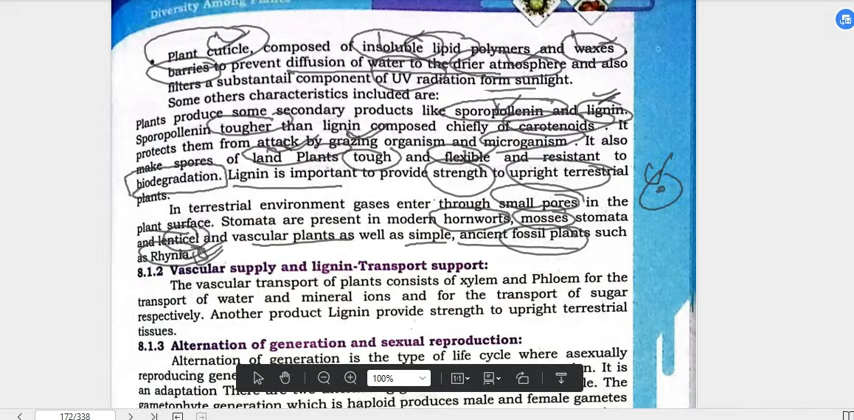 Diversity Among Plants
• Plant cuticle, composed of insoluble lipid polymers and waxes
barries to prevent diffusion of water to the drier atmosphere and also
filters a substantail component of UV radiation form sunlight.
Some others characteristics included are:
Plants produce some secondary products like sporopollenin and lignin.
Sporopollenin tougher than lignin composed chiefly of carotenoids. It
protects them from attack by grazing organism and microganism. It also
make spores of land Plants tough and flexible and resistant to
biodegradation. Lignin is important to provide strength to upright terrestrial
plants.
In terrestrial environment gases enter through small pores in the
plant surface. Stomata are present in modern hornworts, mosses stomata
and lenticel and vascular plants as well as simple, ancient fossil plants such
as Rhynia.
8.1.2 Vascular supply and lignin-Transport support:
The vascular transport of plants consists of xylem and Phloem for the
transport of water and mineral ions and for the transport of sugar
respectively. Another product Lignin provide strength to upright terrestrial
tissues.
8.1.3 Alternation of generation and sexual reproduction:
Alternation of generation is the type of life cycle where asexually
reproducing gene n. It is
an adaptation The le. The
gametophyte generation which is haploid produces male and female gametes
100%
172/338